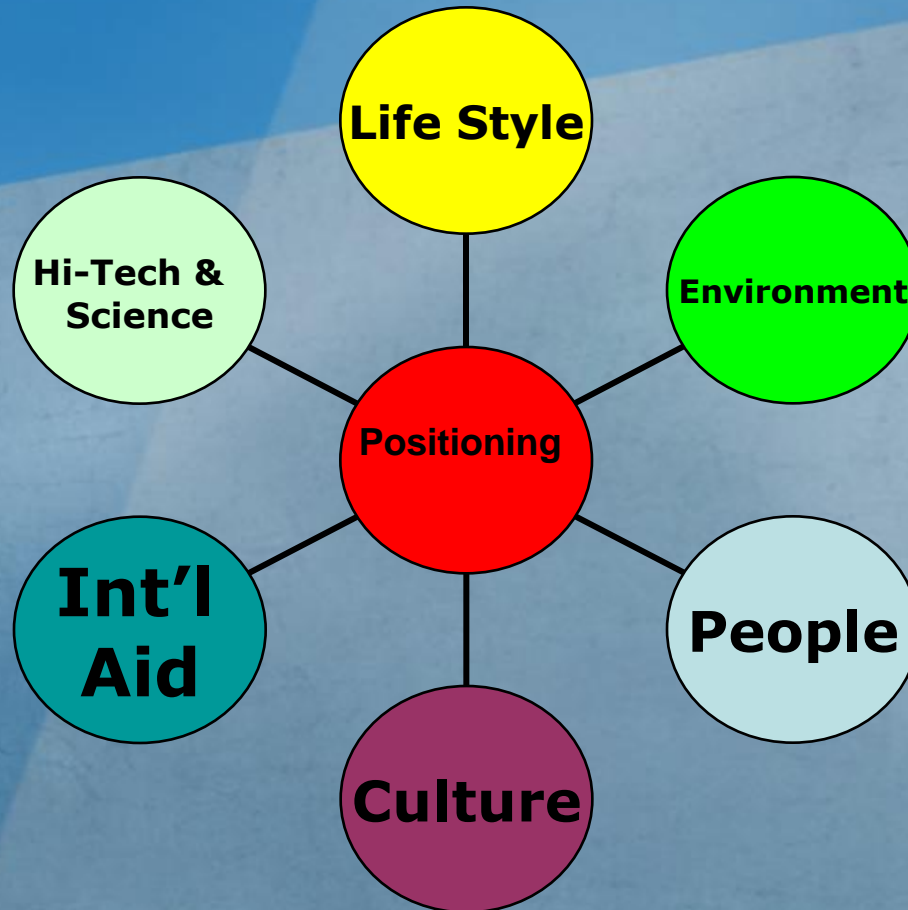 Life Style
Hi-Tech &
Science
Environment
Positioning
Int’l
Aid
People
Culture